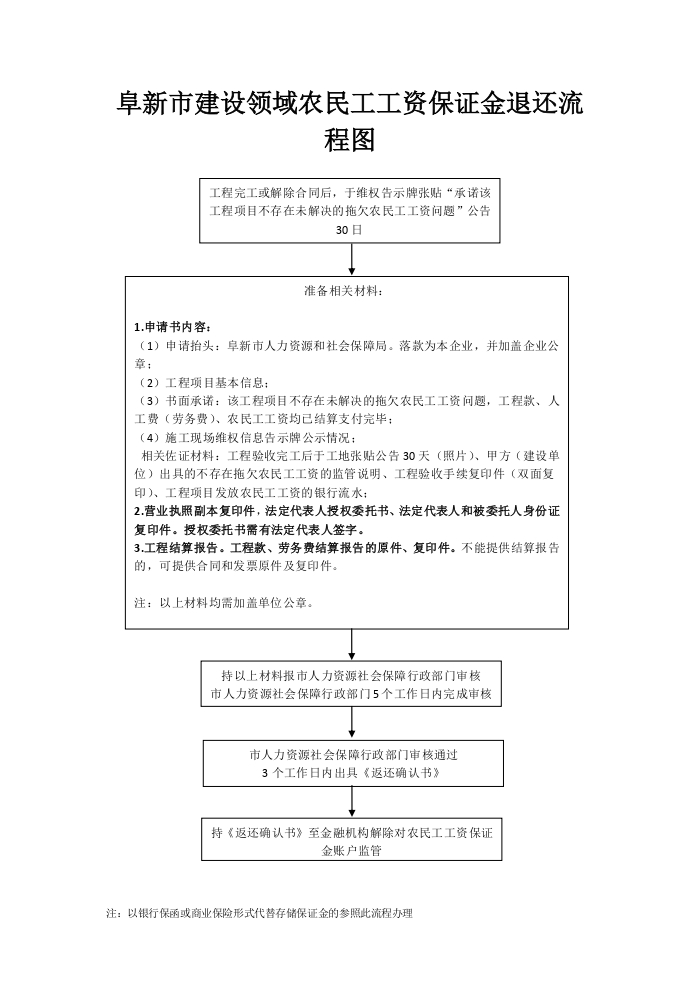 阜新市建设领域农民工工资保证金退还流
程图
工程完工或解除合同后，于维权告示牌张贴“承诺该
工程项目不存在未解决的拖欠农民工工资问题”公告
30 日
准备相关材料：
1.申请书内容：
（1）申请抬头：阜新市人力资源和社会保障局。落款为本企业，并加盖企业公
章；
（2）工程项目基本信息；
（3）书面承诺：该工程项目不存在未解决的拖欠农民工工资问题，工程款、人
工费（劳务费）、农民工工资均已结算支付完毕；
（4）施工现场维权信息告示牌公示情况；
相关佐证材料：工程验收完工后于工地张贴公告 30 天（照片）、甲方（建设单
位）出具的不存在拖欠农民工工资的监管说明、工程验收手续复印件（双面复
印）、工程项目发放农民工工资的银行流水；
2.营业执照副本复印件，法定代表人授权委托书、法定代表人和被委托人身份证
复印件。授权委托书需有法定代表人签字。
3.工程结算报告。工程款、劳务费结算报告的原件、复印件。不能提供结算报告
的，可提供合同和发票原件及复印件。
注：以上材料均需加盖单位公章。
持以上材料报市人力资源社会保障行政部门审核
市人力资源社会保障行政部门 5 个工作日内完成审核
市人力资源社会保障行政部门审核通过
3 个工作日内出具《返还确认书》
持《返还确认书》至金融机构解除对农民工工资保证
金账户监管
注：以银行保函或商业保险形式代替存储保证金的参照此流程办理